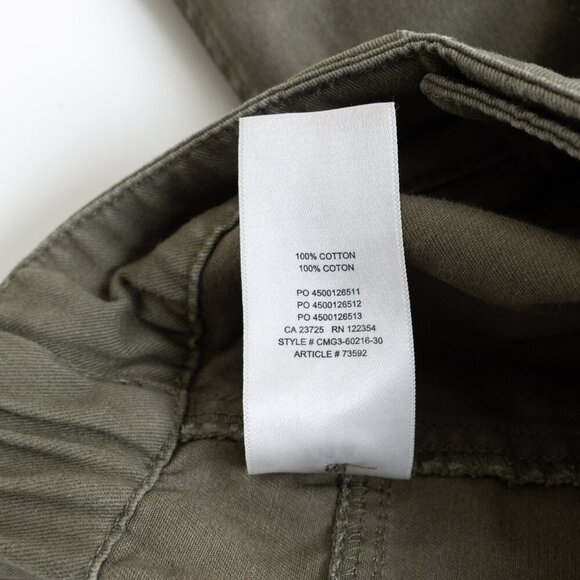 100% COTTON
100% COTON
PO 4500126511
PO 4500126512
PO 4500126513
CA 23725 RN 122354
STYLE # CMG3-60216-30
ARTICLE # 73592